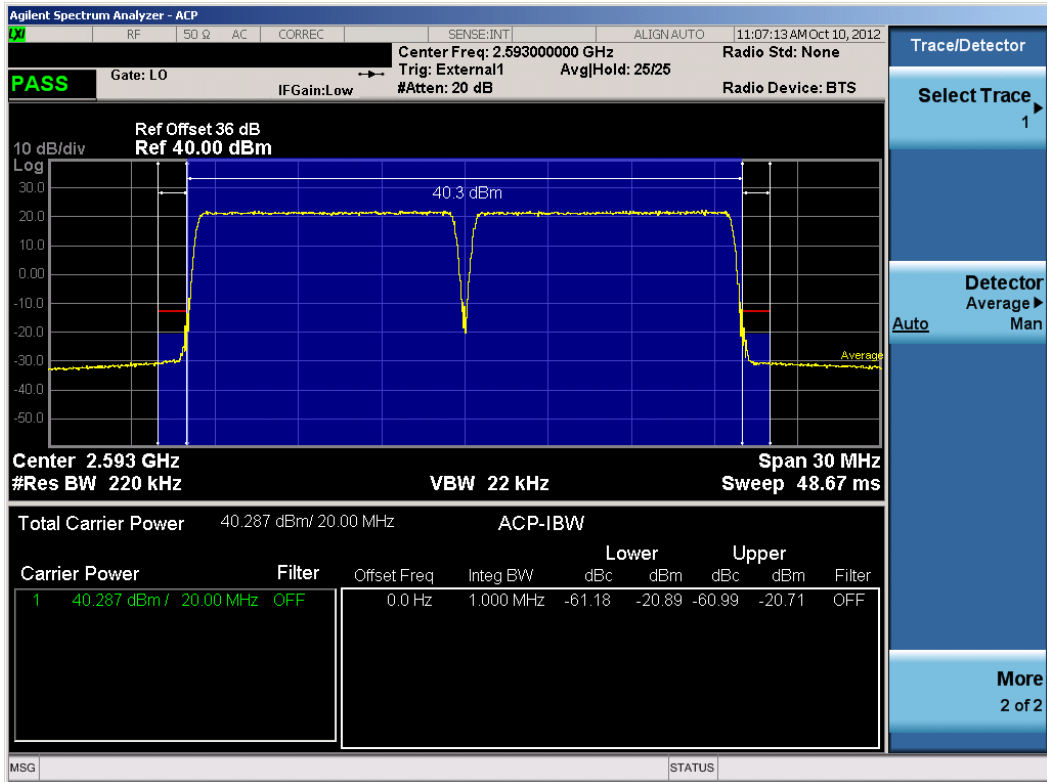 Agilent Spectrum Analyzer - ACP
LXI RF 50 Ω AC CORREC SENSE:INT ALIGN AUTO 11:07:13 AM Oct 10, 2012
Center Freq: 2.593000000 GHz Radio Std: None
PASS Gate: LO Trig: External1 Avg|Hold: 25/25
IFGain:Low #Atten: 20 dB Radio Device: BTS
Ref Offset 36 dB
10 dB/div Ref 40.00 dBm
Log
30.0
40.3 dBm
20.0
10.0
0.00
-10.0
-20.0
-30.0
Average
-40.0
-50.0
Center 2.593 GHz Span 30 MHz
#Res BW 220 kHz VBW 22 kHz Sweep 48.67 ms
Total Carrier Power 40.287 dBm/ 20.00 MHz ACP-IBW
Lower Upper
Carrier Power Filter Offset Freq Integ BW dBc dBm dBc dBm Filter
1 40.287 dBm / 20.00 MHz OFF 0.0 Hz 1.000 MHz -61.18 -20.89 -60.99 -20.71 OFF
MSG STATUS
Trace/Detector
Select Trace
1
Detector
Average
Auto Man
More
2 of 2